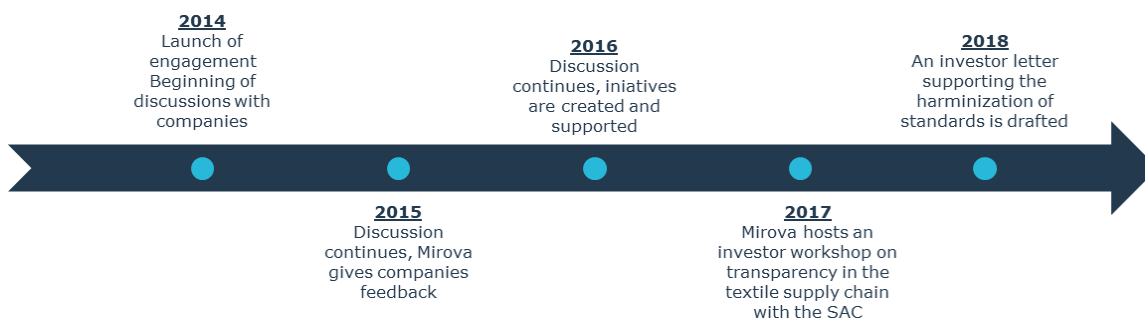 2014
Launch of
engagement
Beginning of
discussions with
companies
2015
Discussion
continues, Mirova
gives companies
feedback
2016
Discussion
continues, iniatives
are created and
supported
2017
Mirova hosts an
investor workshop on
transparency in the
textile supply chain
with the SAC
2018
An investor letter
supporting the
harminization of
standards is drafted